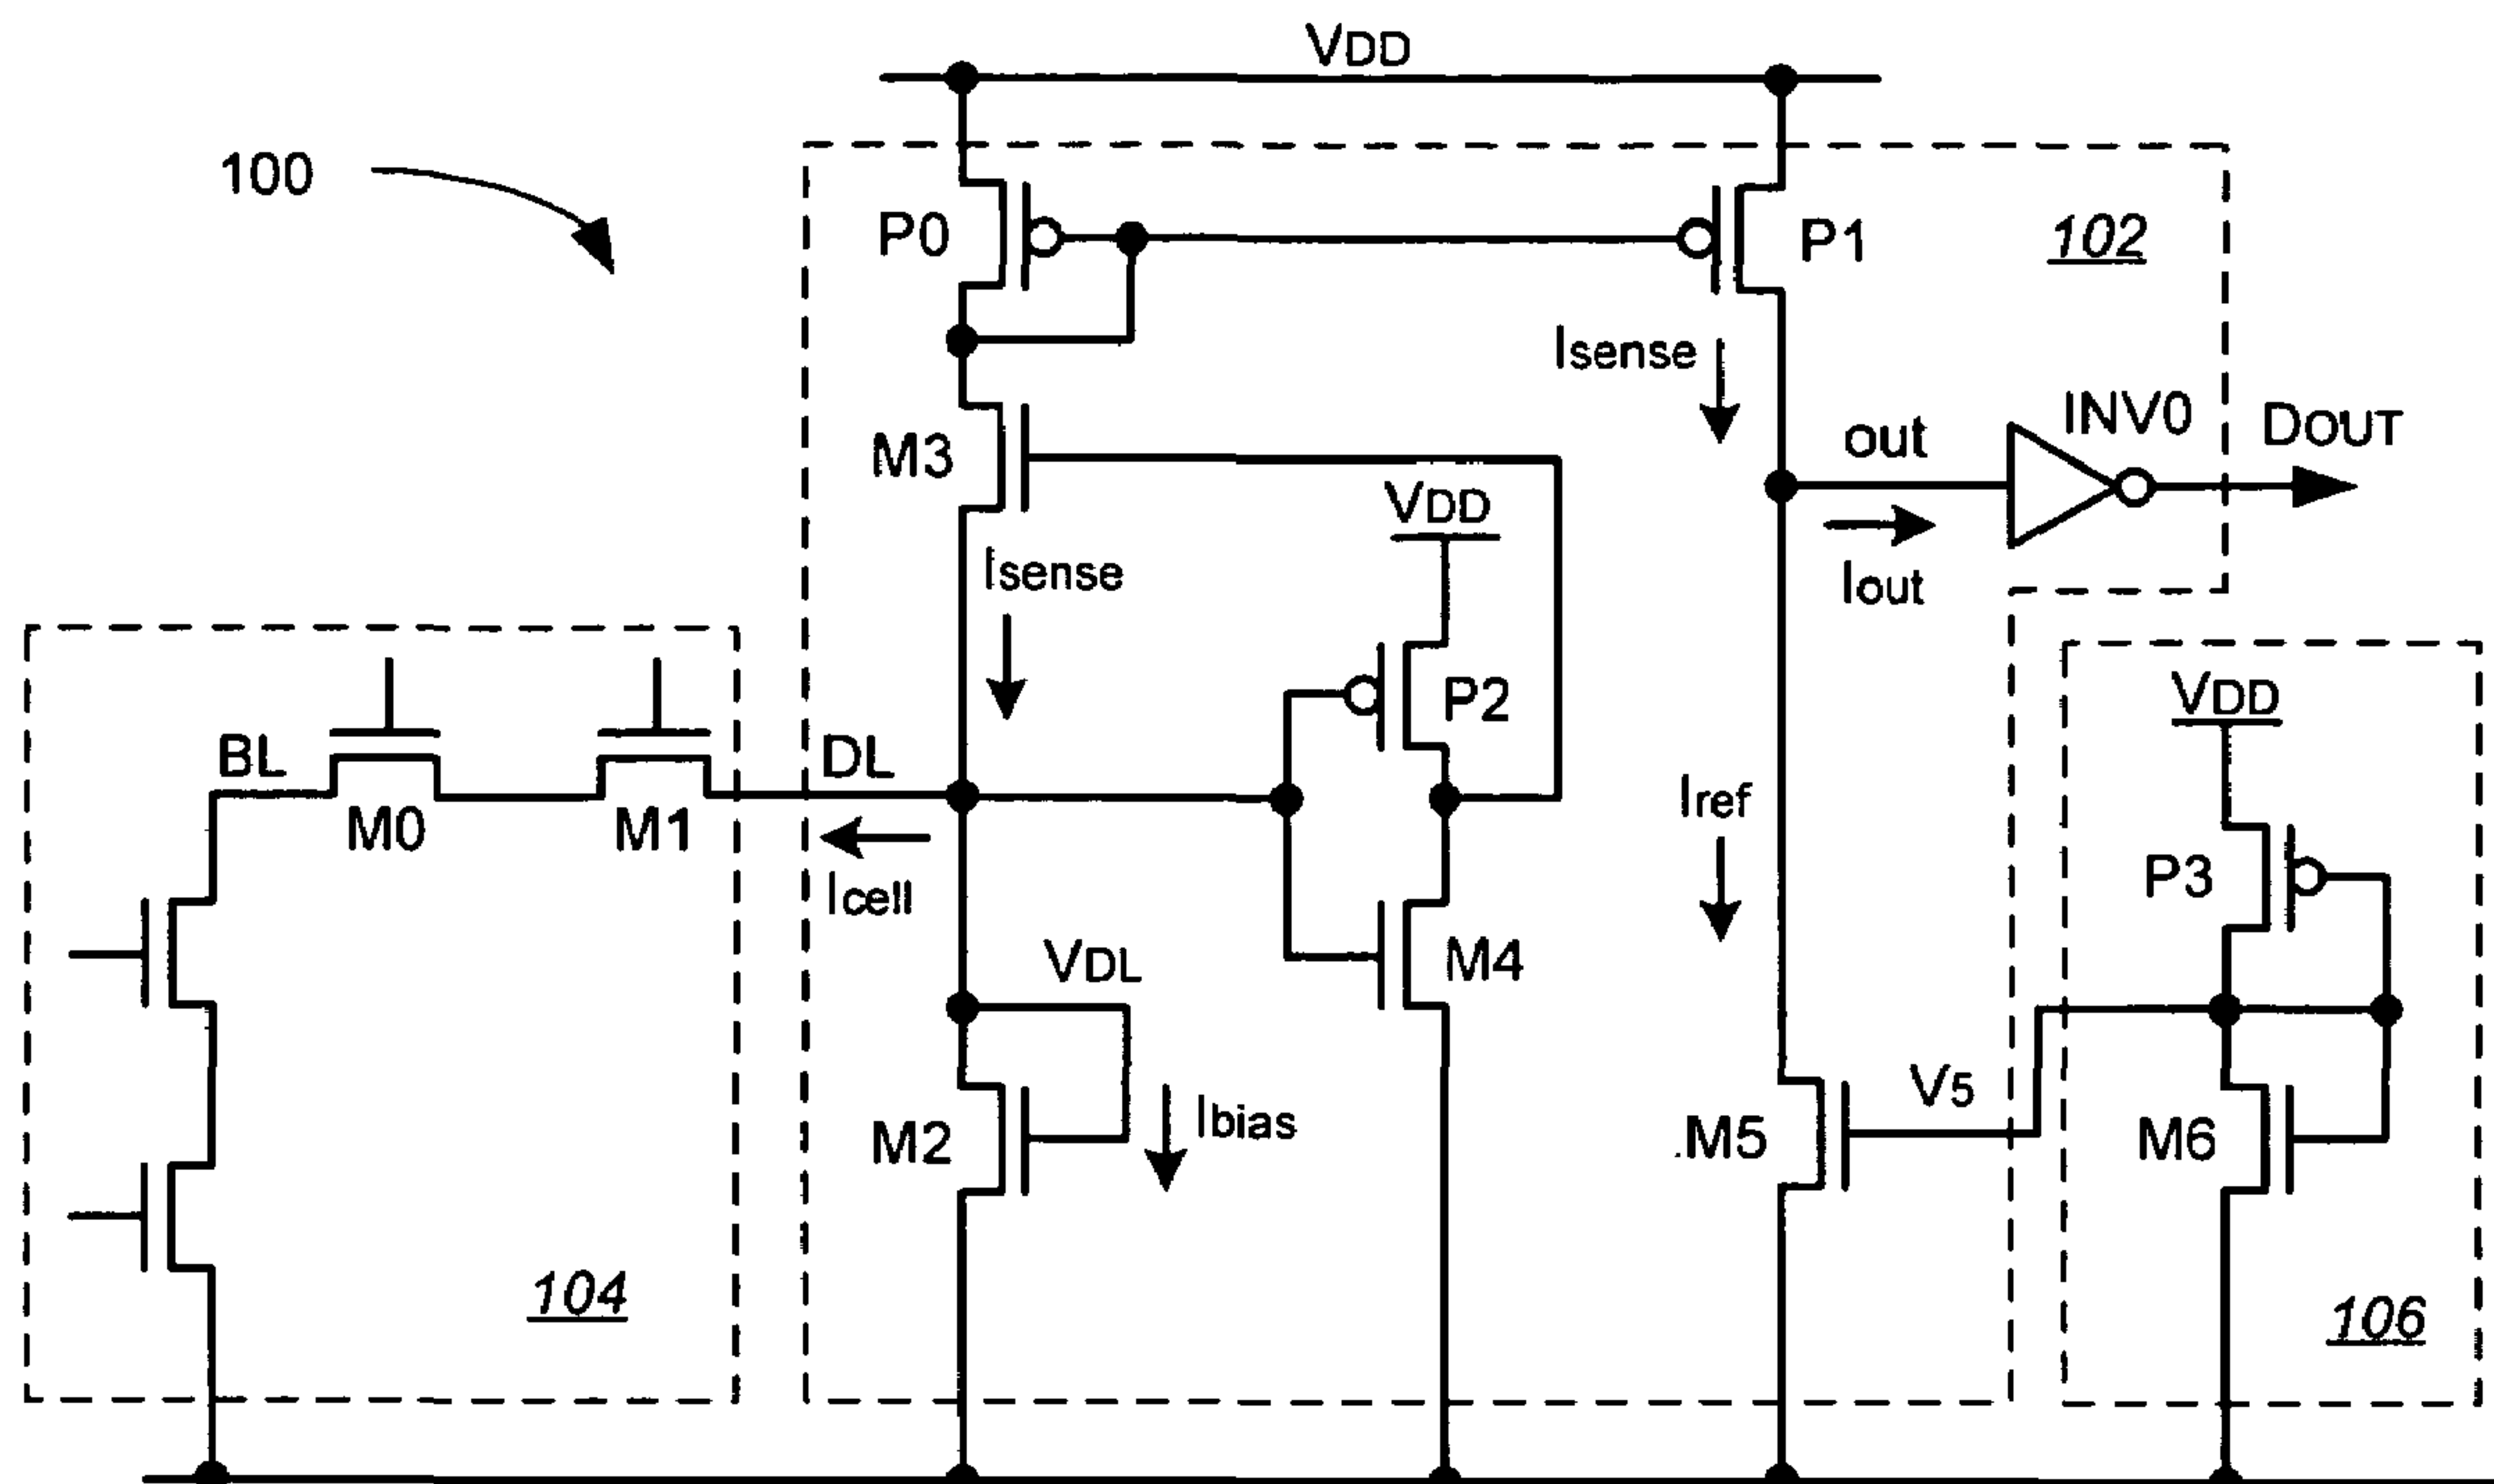 VDD
100
P0
P1
102
Isense
INV0
out
DOUT
M3
VDD
Isense
Iout
P2
VDD
BL
DL
M0
M1
Iref
P3
Icell
VDL
M4
V5
M2
Ibias
.M5
M6
104
106